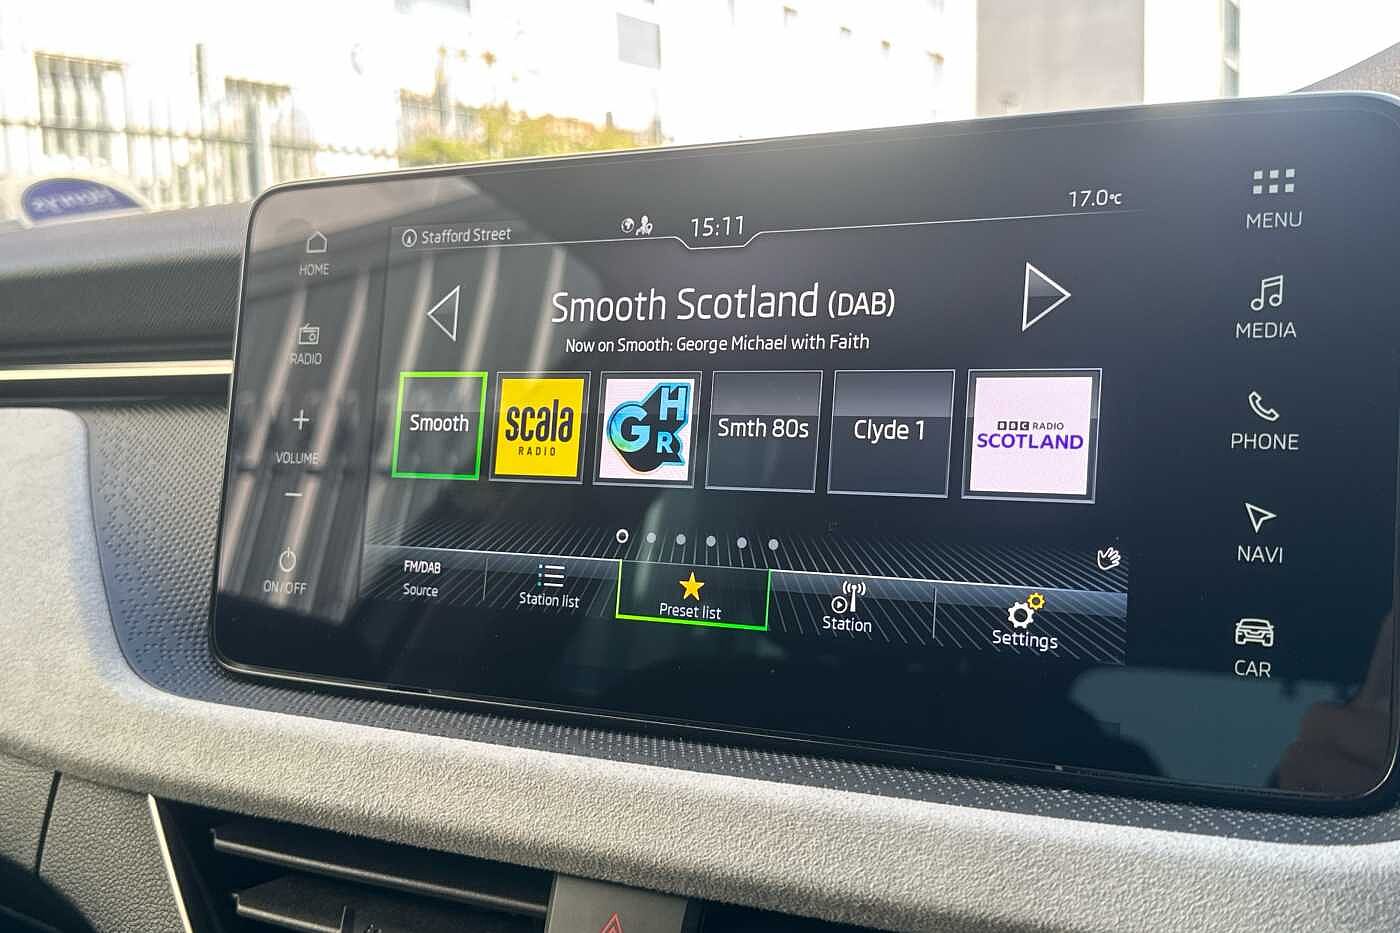 Stafford Street
15:11
17.0°C
MENU
HOME
Smooth Scotland (DAB)
Now on Smooth: George Michael with Faith
MEDIA
RADIO
Smooth
scala
RADIO
GHR
Smth 80s
Clyde 1
BBC RADIO
SCOTLAND
PHONE
+
VOLUME
−
NAVI
ON/OFF
FM/DAB
Source
Station list
Preset list
Station
Settings
CAR